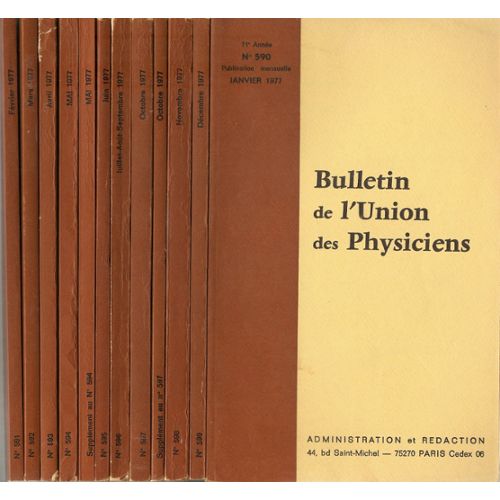 Février 1977
N° 591
Mars 1977
N° 592
Avril 1977
N° 593
MAI 1977
N° 594
MAI 1977
Supplément au N° 594
Juin 1977
N° 595
Juillet-Août-Septembre 1977
N° 596
Octobre 1977
N° 597
Octobre 1977
Supplément au n° 597
Novembre 1977
N° 598
Décembre 1977
N° 599
71e Année
N° 590
Publication mensuelle
JANVIER 1977
Bulletin
de l'Union
des Physiciens
ADMINISTRATION et REDACTION
44, bd Saint-Michel — 75270 PARIS Cedex 06